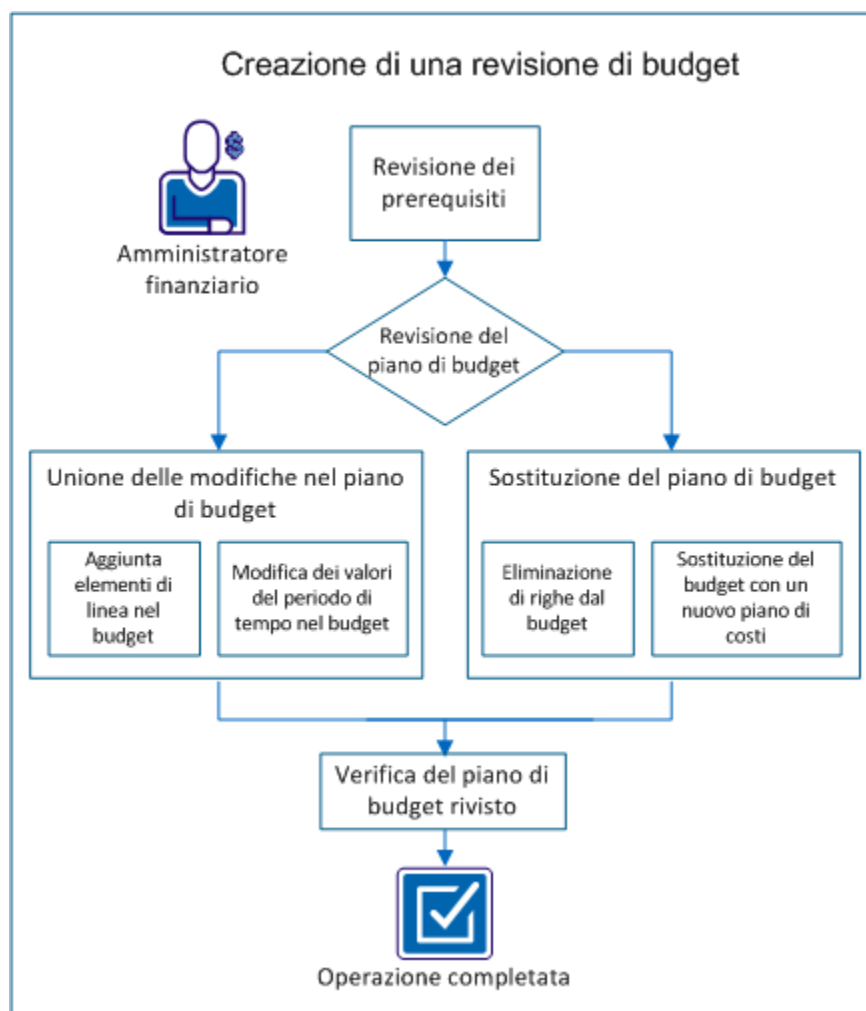 Creazione di una revisione di budget
Revisione dei
prerequisiti
Amministratore
finanziario
Revisione del
piano di budget
Unione delle modifiche nel piano
di budget
Aggiunta
elementi di
linea nel
budget
Modifica dei valori
del periodo di
tempo nel budget
Sostituzione del piano di budget
Eliminazione
di righe dal
budget
Sostituzione del
budget con un
nuovo piano di
costi
Verifica del piano di
budget rivisto
Operazione completata